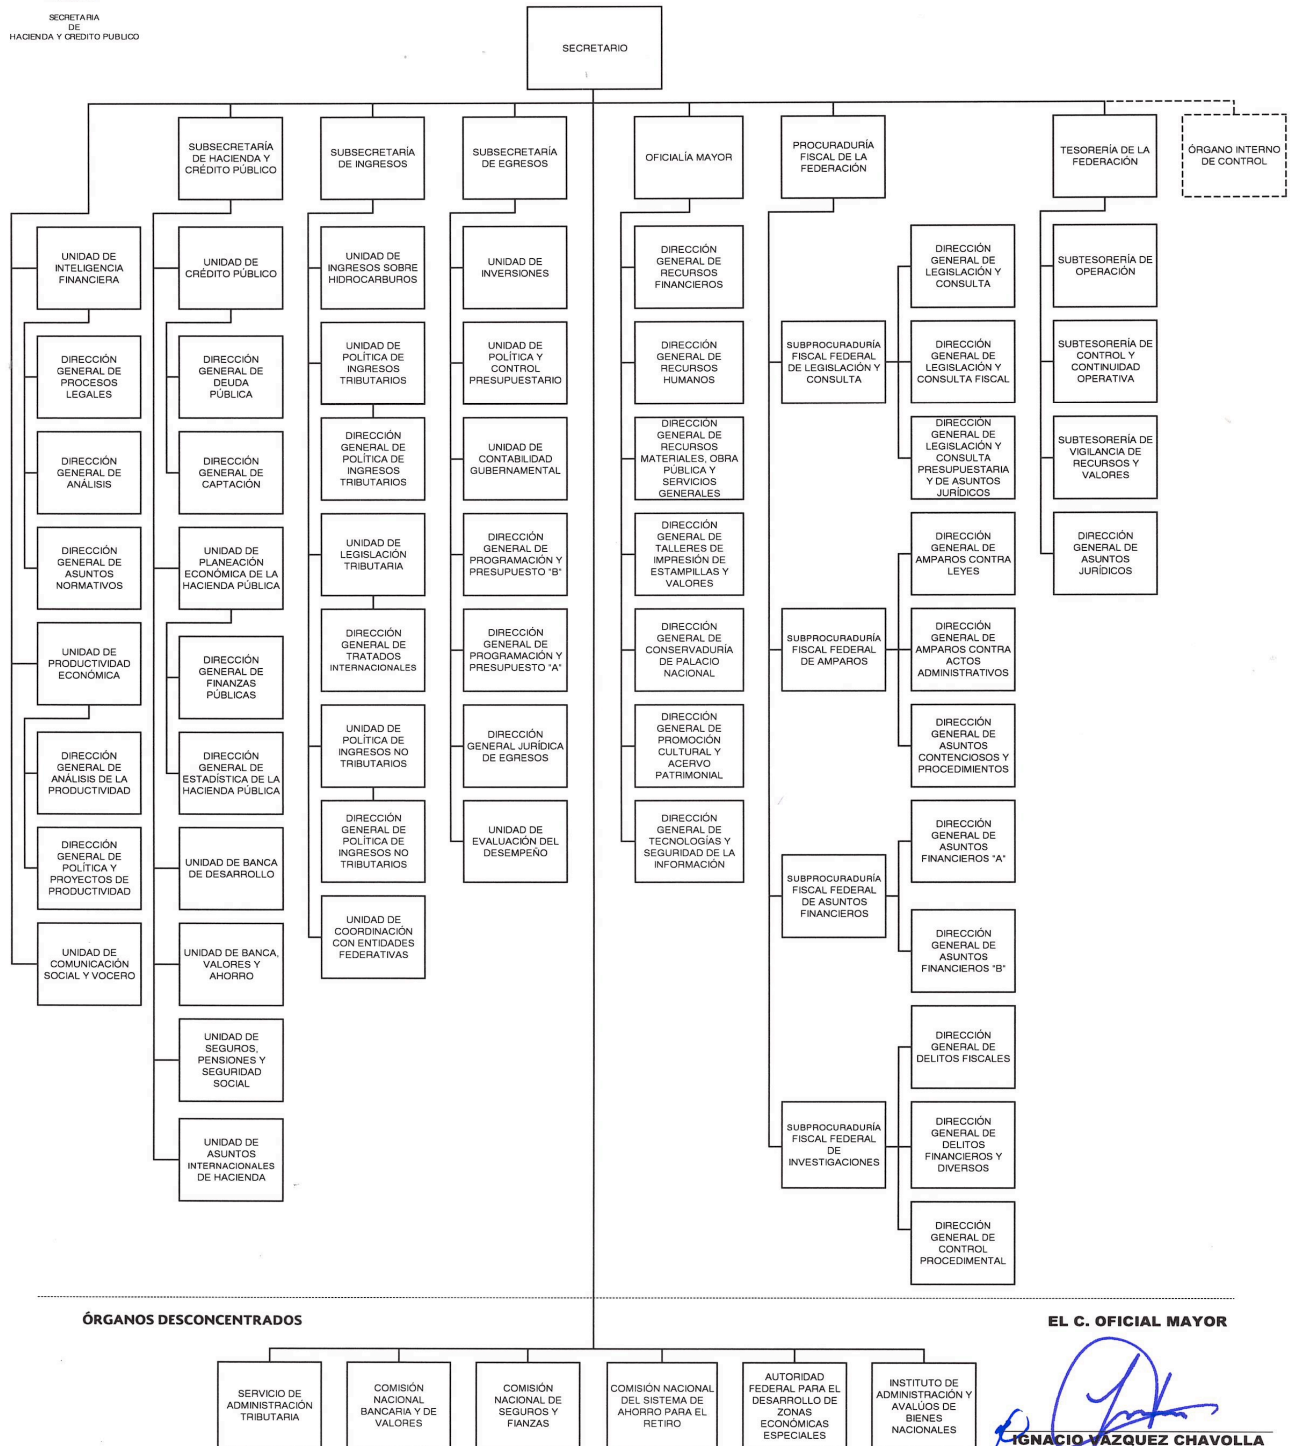 SECRETARIA
DE
HACIENDA Y CREDITO PUBLICO
SECRETARIO
SUBSECRETARÍA
DE HACIENDA Y
CRÉDITO PÚBLICO
SUBSECRETARÍA
DE INGRESOS
SUBSECRETARÍA
DE EGRESOS
OFICIALÍA MAYOR
PROCURADURÍA
FISCAL DE LA
FEDERACIÓN
TESORERÍA DE LA
FEDERACIÓN
ÓRGANO INTERNO
DE CONTROL
UNIDAD DE
INTELIGENCIA
FINANCIERA
DIRECCIÓN
GENERAL DE
PROCESOS
LEGALES
DIRECCIÓN
GENERAL DE
ANÁLISIS
DIRECCIÓN
GENERAL DE
ASUNTOS
NORMATIVOS
UNIDAD DE
PRODUCTIVIDAD
ECONÓMICA
DIRECCIÓN
GENERAL DE
ANÁLISIS DE LA
PRODUCTIVIDAD
DIRECCIÓN
GENERAL DE
POLÍTICA Y
PROYECTOS DE
PRODUCTIVIDAD
UNIDAD DE
COMUNICACIÓN
SOCIAL Y VOCERO
UNIDAD DE
CRÉDITO PÚBLICO
DIRECCIÓN
GENERAL DE
DEUDA
PÚBLICA
DIRECCIÓN
GENERAL DE
CAPTACIÓN
UNIDAD DE
PLANEACIÓN
ECONÓMICA DE LA
HACIENDA PÚBLICA
DIRECCIÓN
GENERAL DE
FINANZAS
PÚBLICAS
DIRECCIÓN
GENERAL DE
ESTADÍSTICA DE LA
HACIENDA PÚBLICA
UNIDAD DE BANCA
DE DESARROLLO
UNIDAD DE BANCA,
VALORES Y
AHORRO
UNIDAD DE
SEGUROS,
PENSIONES Y
SEGURIDAD
SOCIAL
UNIDAD DE
ASUNTOS
INTERNACIONALES
DE HACIENDA
UNIDAD DE
INGRESOS SOBRE
HIDROCARBUROS
UNIDAD DE
POLÍTICA DE
INGRESOS
TRIBUTARIOS
DIRECCIÓN
GENERAL DE
POLÍTICA DE
INGRESOS
TRIBUTARIOS
UNIDAD DE
LEGISLACIÓN
TRIBUTARIA
DIRECCIÓN
GENERAL DE
TRATADOS
INTERNACIONALES
UNIDAD DE
POLÍTICA DE
INGRESOS NO
TRIBUTARIOS
DIRECCIÓN
GENERAL DE
POLÍTICA DE
INGRESOS NO
TRIBUTARIOS
UNIDAD DE
COORDINACIÓN
CON ENTIDADES
FEDERATIVAS
UNIDAD DE
INVERSIONES
UNIDAD DE
POLÍTICA Y
CONTROL
PRESUPUESTARIO
UNIDAD DE
CONTABILIDAD
GUBERNAMENTAL
DIRECCIÓN
GENERAL DE
PROGRAMACIÓN Y
PRESUPUESTO "B"
DIRECCIÓN
GENERAL DE
PROGRAMACIÓN Y
PRESUPUESTO "A"
DIRECCIÓN
GENERAL JURÍDICA
DE EGRESOS
UNIDAD DE
EVALUACIÓN DEL
DESEMPEÑO
DIRECCIÓN
GENERAL DE
RECURSOS
FINANCIEROS
DIRECCIÓN
GENERAL DE
RECURSOS
HUMANOS
DIRECCIÓN
GENERAL DE
RECURSOS
MATERIALES, OBRA
PÚBLICA Y
SERVICIOS
GENERALES
DIRECCIÓN
GENERAL DE
TALLERES DE
IMPRESIÓN DE
ESTAMPILLAS Y
VALORES
DIRECCIÓN
GENERAL DE
CONSERVADURÍA
DE PALACIO
NACIONAL
DIRECCIÓN
GENERAL DE
PROMOCIÓN
CULTURAL Y
ACERVO
PATRIMONIAL
DIRECCIÓN
GENERAL DE
TECNOLOGÍAS Y
SEGURIDAD DE LA
INFORMACIÓN
SUBPROCURADURÍA
FISCAL FEDERAL
DE LEGISLACIÓN Y
CONSULTA
DIRECCIÓN
GENERAL DE
LEGISLACIÓN Y
CONSULTA
DIRECCIÓN
GENERAL DE
LEGISLACIÓN Y
CONSULTA FISCAL
DIRECCIÓN
GENERAL DE
LEGISLACIÓN Y
CONSULTA
PRESUPUESTARIA
Y DE ASUNTOS
JURÍDICOS
SUBPROCURADURÍA
FISCAL FEDERAL
DE AMPAROS
DIRECCIÓN
GENERAL DE
AMPAROS CONTRA
LEYES
DIRECCIÓN
GENERAL DE
AMPAROS CONTRA
ACTOS
ADMINISTRATIVOS
DIRECCIÓN
GENERAL DE
ASUNTOS
CONTENCIOSOS Y
PROCEDIMIENTOS
SUBPROCURADURÍA
FISCAL FEDERAL
DE ASUNTOS
FINANCIEROS
DIRECCIÓN
GENERAL DE
ASUNTOS
FINANCIEROS "A"
DIRECCIÓN
GENERAL DE
ASUNTOS
FINANCIEROS "B"
SUBPROCURADURÍA
FISCAL FEDERAL
DE
INVESTIGACIONES
DIRECCIÓN
GENERAL DE
DELITOS FISCALES
DIRECCIÓN
GENERAL DE
DELITOS
FINANCIEROS Y
DIVERSOS
DIRECCIÓN
GENERAL DE
CONTROL
PROCEDIMENTAL
SUBTESORERÍA DE
OPERACIÓN
SUBTESORERÍA DE
CONTROL Y
CONTINUIDAD
OPERATIVA
SUBTESORERÍA DE
VIGILANCIA DE
RECURSOS Y
VALORES
DIRECCIÓN
GENERAL DE
ASUNTOS
JURÍDICOS
ÓRGANOS DESCONCENTRADOS
SERVICIO DE
ADMINISTRACIÓN
TRIBUTARIA
COMISIÓN
NACIONAL
BANCARIA Y DE
VALORES
COMISIÓN
NACIONAL DE
SEGUROS Y
FIANZAS
COMISIÓN NACIONAL
DEL SISTEMA DE
AHORRO PARA EL
RETIRO
AUTORIDAD
FEDERAL PARA EL
DESARROLLO DE
ZONAS
ECONÓMICAS
ESPECIALES
INSTITUTO DE
ADMINISTRACIÓN Y
AVALÚOS DE
BIENES
NACIONALES
EL C. OFICIAL MAYOR
IGNACIO VAZQUEZ CHAVOLLA